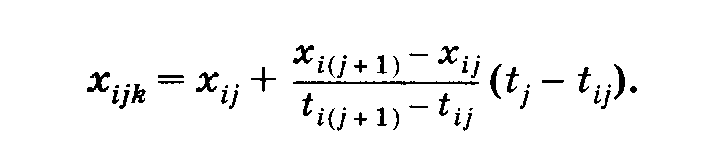 x_{ijk} = x_{ij} + \frac{x_{i(j+1)} - x_{ij}}{t_{i(j+1)} - t_{ij}} (t_j - t_{ij}).